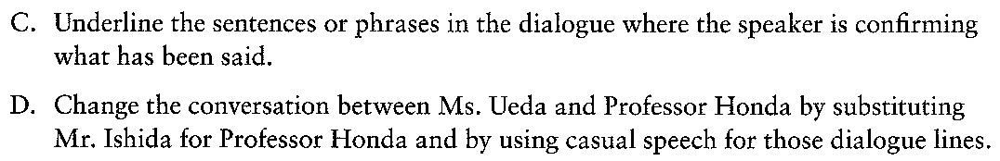 C. Underline the sentences or phrases in the dialogue where the speaker is confirming
what has been said.
D. Change the conversation between Ms. Ueda and Professor Honda by substituting
Mr. Ishida for Professor Honda and by using casual speech for those dialogue lines.